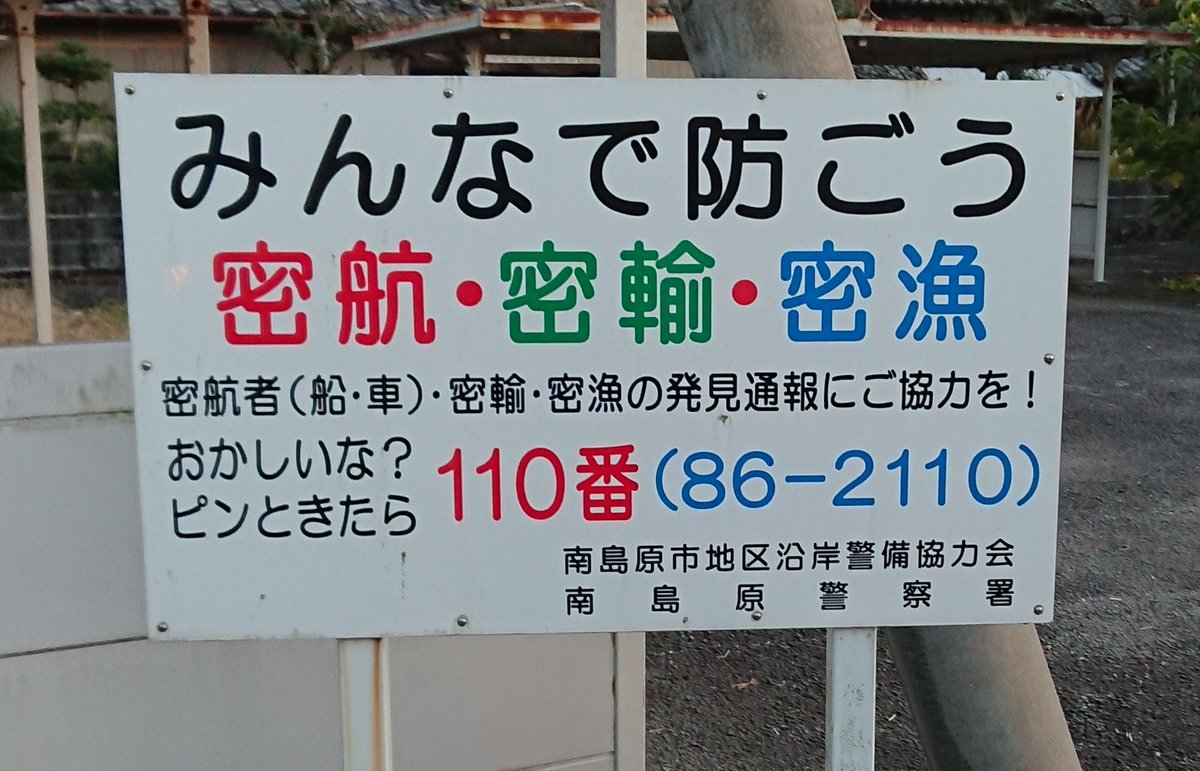 みんなで防ごう
密航・密輸・密漁
密航者(船・車)・密輸・密漁の発見通報にご協力を!
おかしいな?
ピンときたら
110番(86-2110)
南島原市地区沿岸警備協力会
南島原警察署